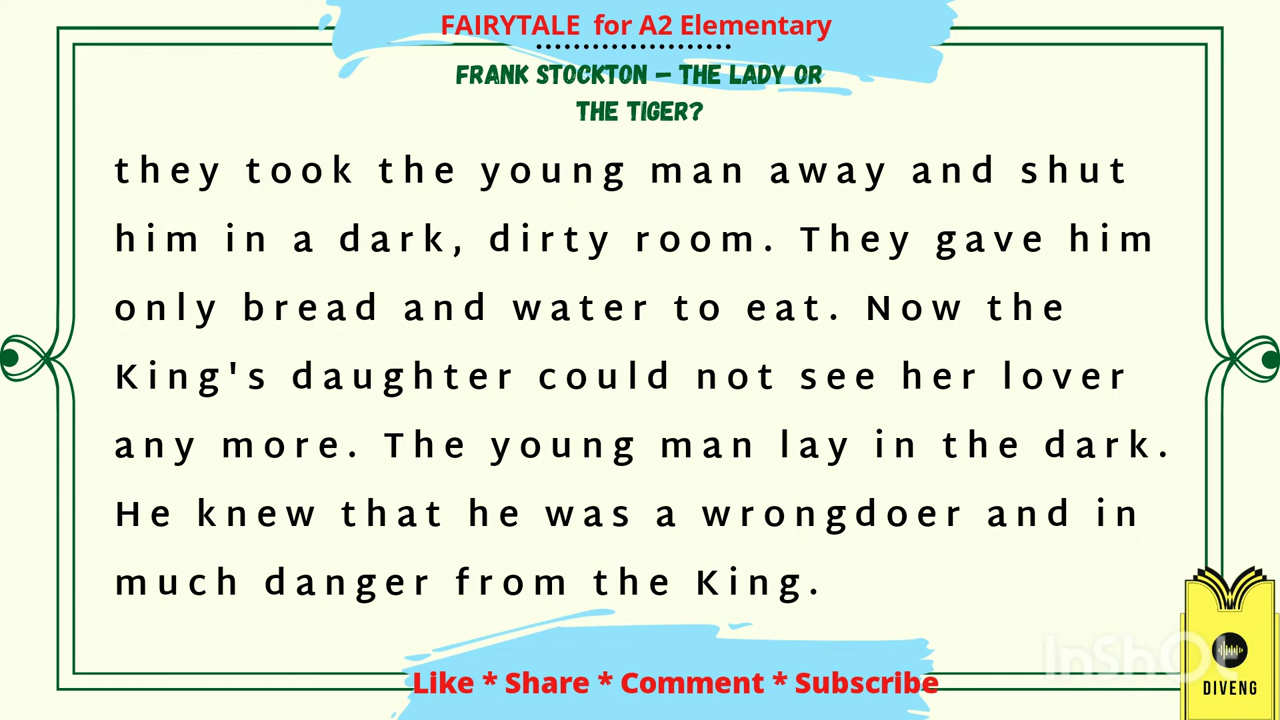 FAIRYTALE for A2 Elementary
FRANK STOCKTON – THE LADY OR
THE TIGER?
they took the young man away and shut
him in a dark, dirty room. They gave him
only bread and water to eat. Now the
King's daughter could not see her lover
any more. The young man lay in the dark.
He knew that he was a wrongdoer and in
much danger from the King.
InShOt
DIVENG
Like * Share * Comment * Subscribe